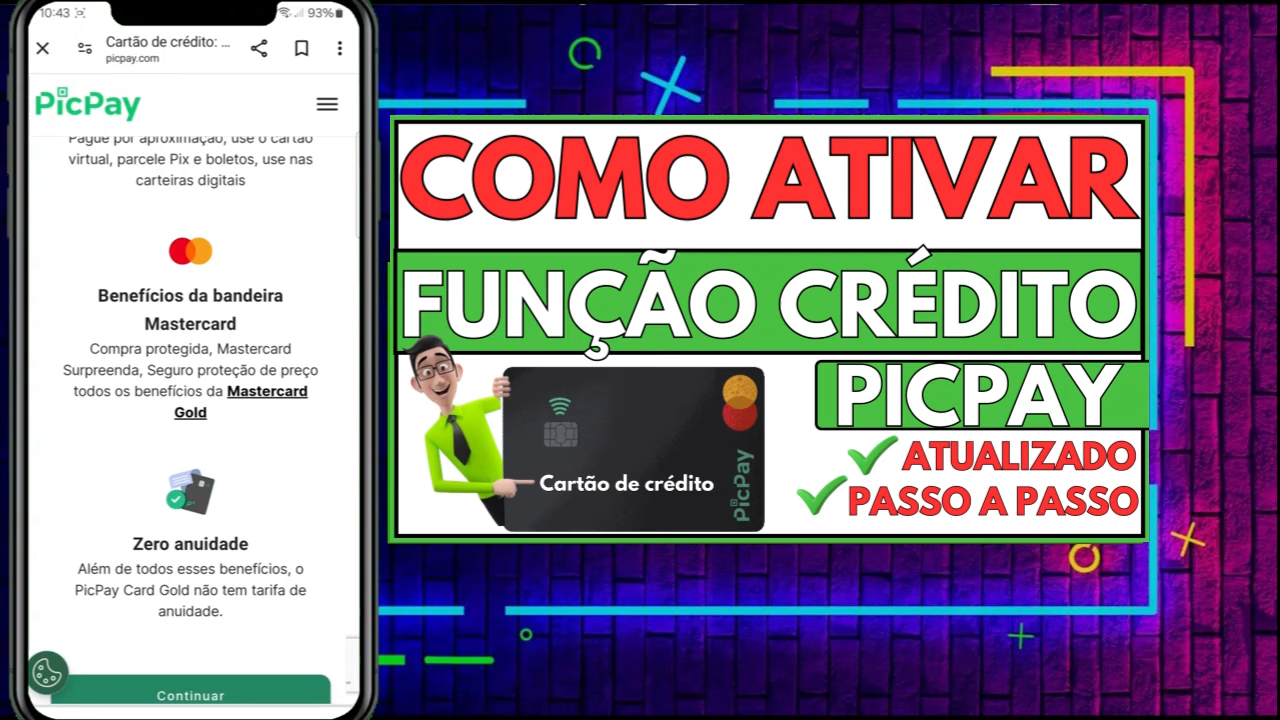 10:43
93%
Cartão de crédito: ...
picpay.com
PicPay
Pague por aproximação, use o cartão
virtual, parcele Pix e boletos, use nas
carteiras digitais
Benefícios da bandeira
Mastercard
Compra protegida, Mastercard
Surpreenda, Seguro proteção de preço
todos os benefícios da Mastercard
Gold
Zero anuidade
Além de todos esses benefícios, o
PicPay Card Gold não tem tarifa de
anuidade.
Continuar
COMO ATIVAR
FUNÇÃO CRÉDITO
PICPAY
ATUALIZADO
PASSO A PASSO
Cartão de crédito
PicPay